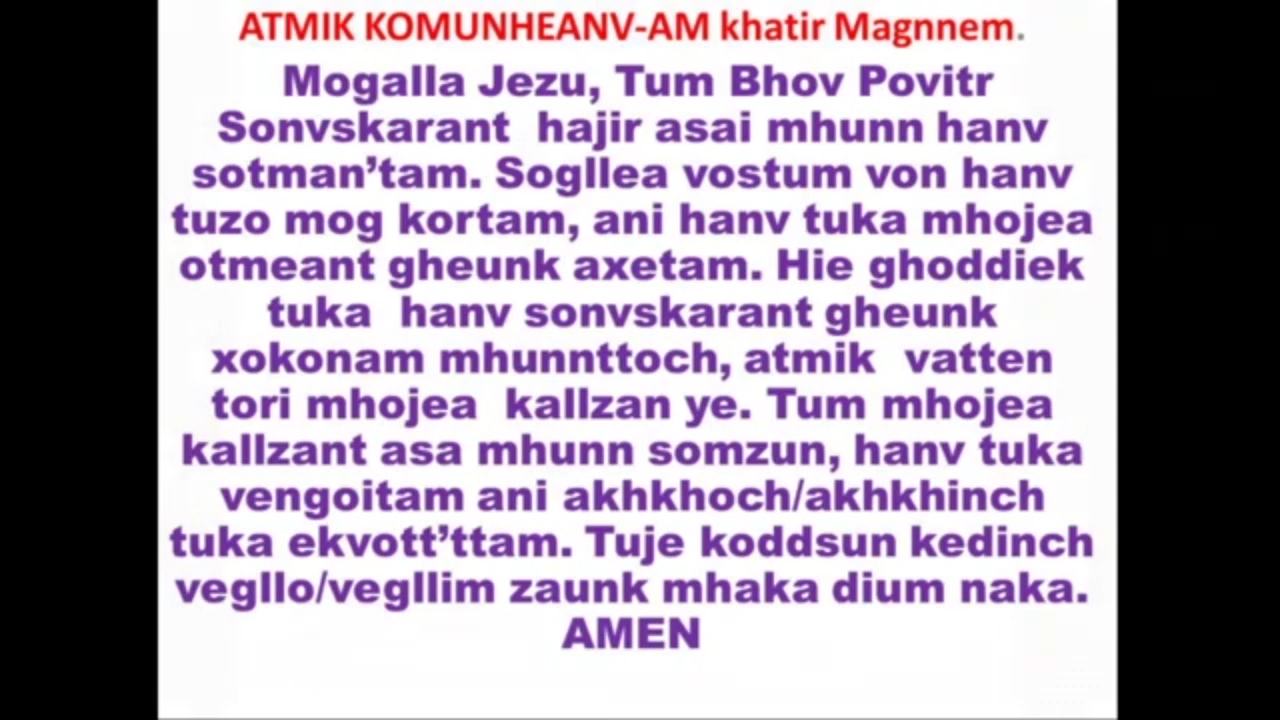 ATMIK KOMUNHEANV-AM khatir Magnnem.
Mogalla Jezu, Tum Bhov Povitr
Sonvskarant hajir asai mhunn hanv
sotman’tam. Sogllea vostum von hanv
tuzo mog kortam, ani hanv tuka mhojea
otmeant gheunk axetam. Hie ghoddiek
tuka hanv sonvskarant gheunk
xokonam mhunnttoch, atmik vatten
tori mhojea kallzan ye. Tum mhojea
kallzant asa mhunn somzun, hanv tuka
vengoitam ani akhkhoch/akhkhinch
tuka ekvott’ttam. Tuje koddsun kedinch
vegllo/vegllim zaunk mhaka dium naka.
AMEN